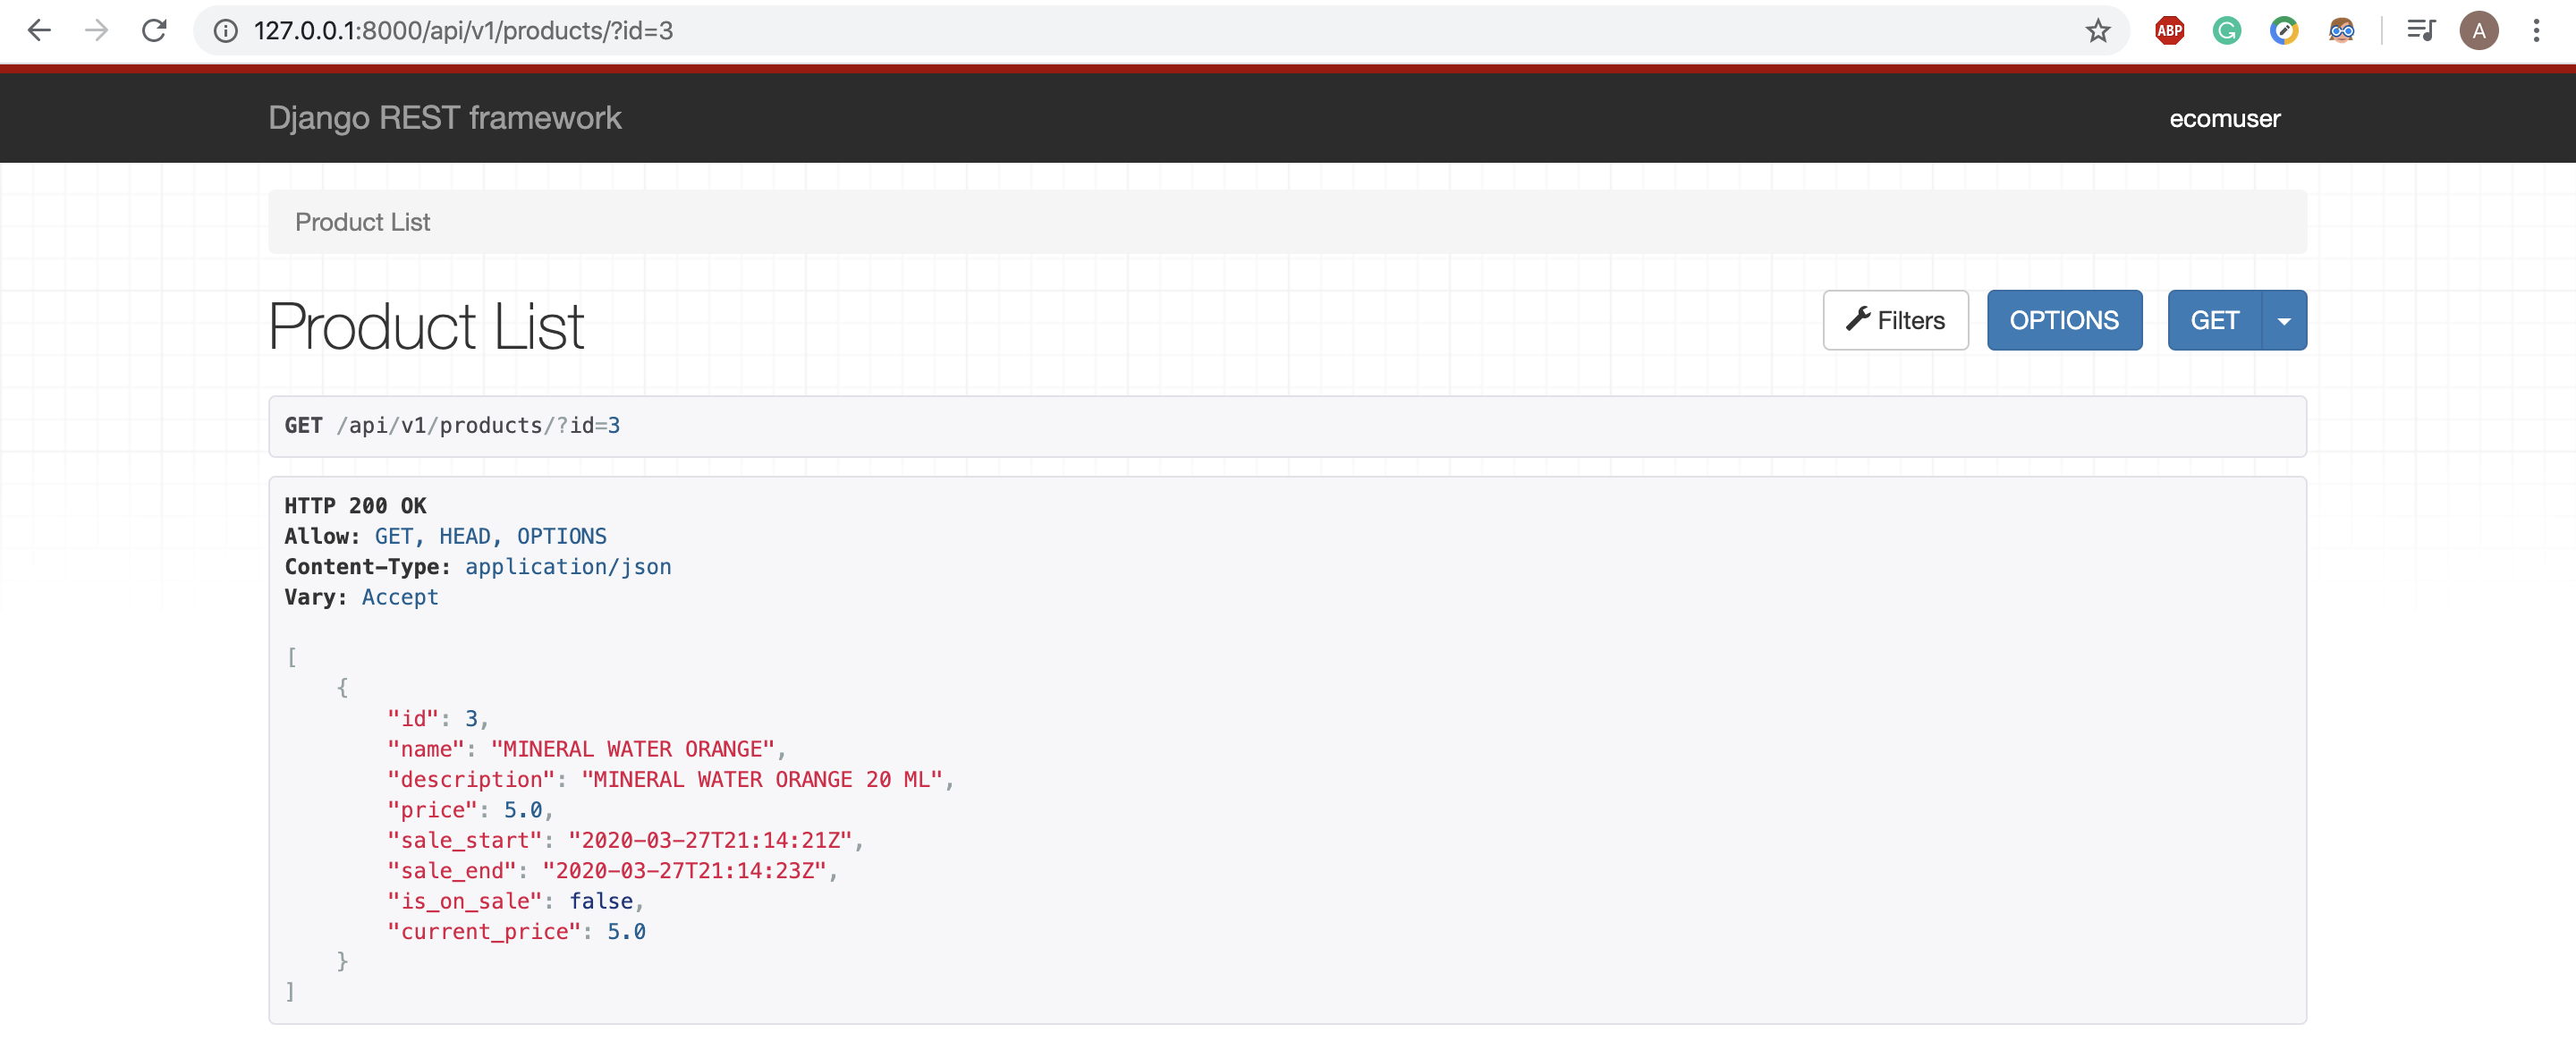 127.0.0.1:8000/api/v1/products/?id=3
ABP
G
A
Django REST framework
ecomuser
Product List
Product List
Filters
OPTIONS
GET
GET /api/v1/products/?id=3
HTTP 200 OK
Allow: GET, HEAD, OPTIONS
Content-Type: application/json
Vary: Accept
[
    {
        "id": 3,
        "name": "MINERAL WATER ORANGE",
        "description": "MINERAL WATER ORANGE 20 ML",
        "price": 5.0,
        "sale_start": "2020-03-27T21:14:21Z",
        "sale_end": "2020-03-27T21:14:23Z",
        "is_on_sale": false,
        "current_price": 5.0
    }
]